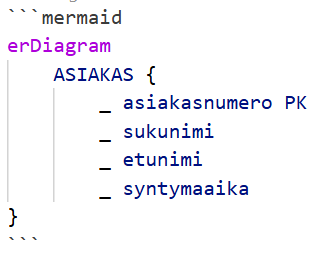 ```mermaid
erDiagram
ASIAKAS {
_ asiakasnumero PK
_ sukunimi
_ etunimi
_ syntymaaika
}
```